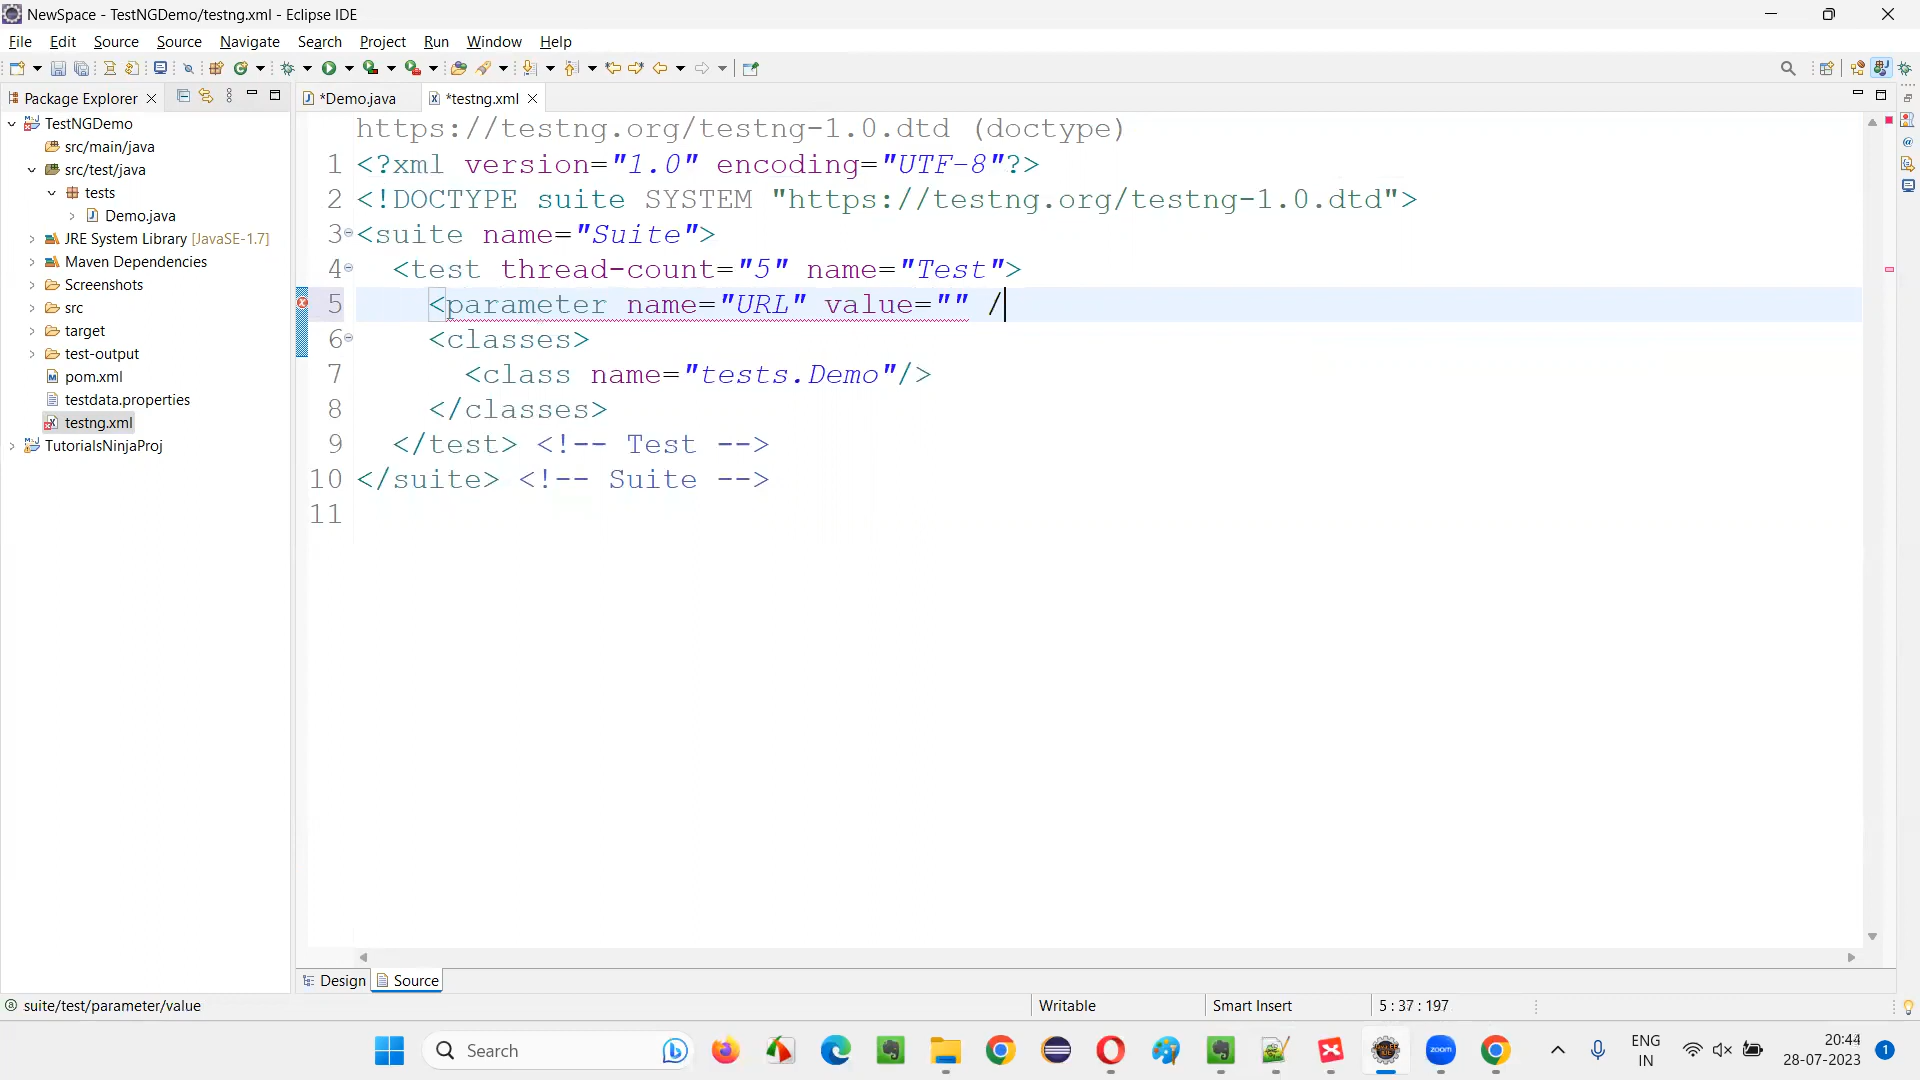 NewSpace - TestNGDemo/testng.xml - Eclipse IDE
File Edit Source Source Navigate Search Project Run Window Help
Package Explorer
*Demo.java
*testng.xml
TestNGDemo
src/main/java
src/test/java
tests
Demo.java
JRE System Library [JavaSE-1.7]
Maven Dependencies
Screenshots
src
target
test-output
pom.xml
testdata.properties
testng.xml
TutorialsNinjaProj
https://testng.org/testng-1.0.dtd (doctype)
1 <?xml version="1.0" encoding="UTF-8"?>
2 <!DOCTYPE suite SYSTEM "https://testng.org/testng-1.0.dtd">
3 <suite name="Suite">
4 <test thread-count="5" name="Test">
5 <parameter name="URL" value="" /
6 <classes>
7 <class name="tests.Demo"/>
8 </classes>
9 </test> <!-- Test -->
10 </suite> <!-- Suite -->
11
Design Source
suite/test/parameter/value
Writable
Smart Insert
5 : 37 : 197
Search
zoom
ENG
IN
20:44
28-07-2023
1